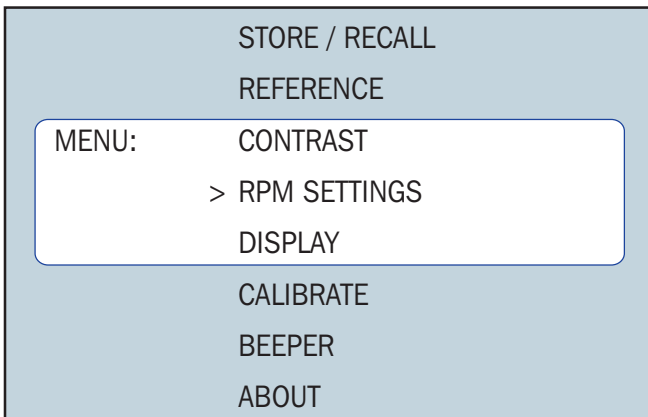 STORE / RECALL
REFERENCE
MENU: CONTRAST
> RPM SETTINGS
DISPLAY
CALIBRATE
BEEPER
ABOUT